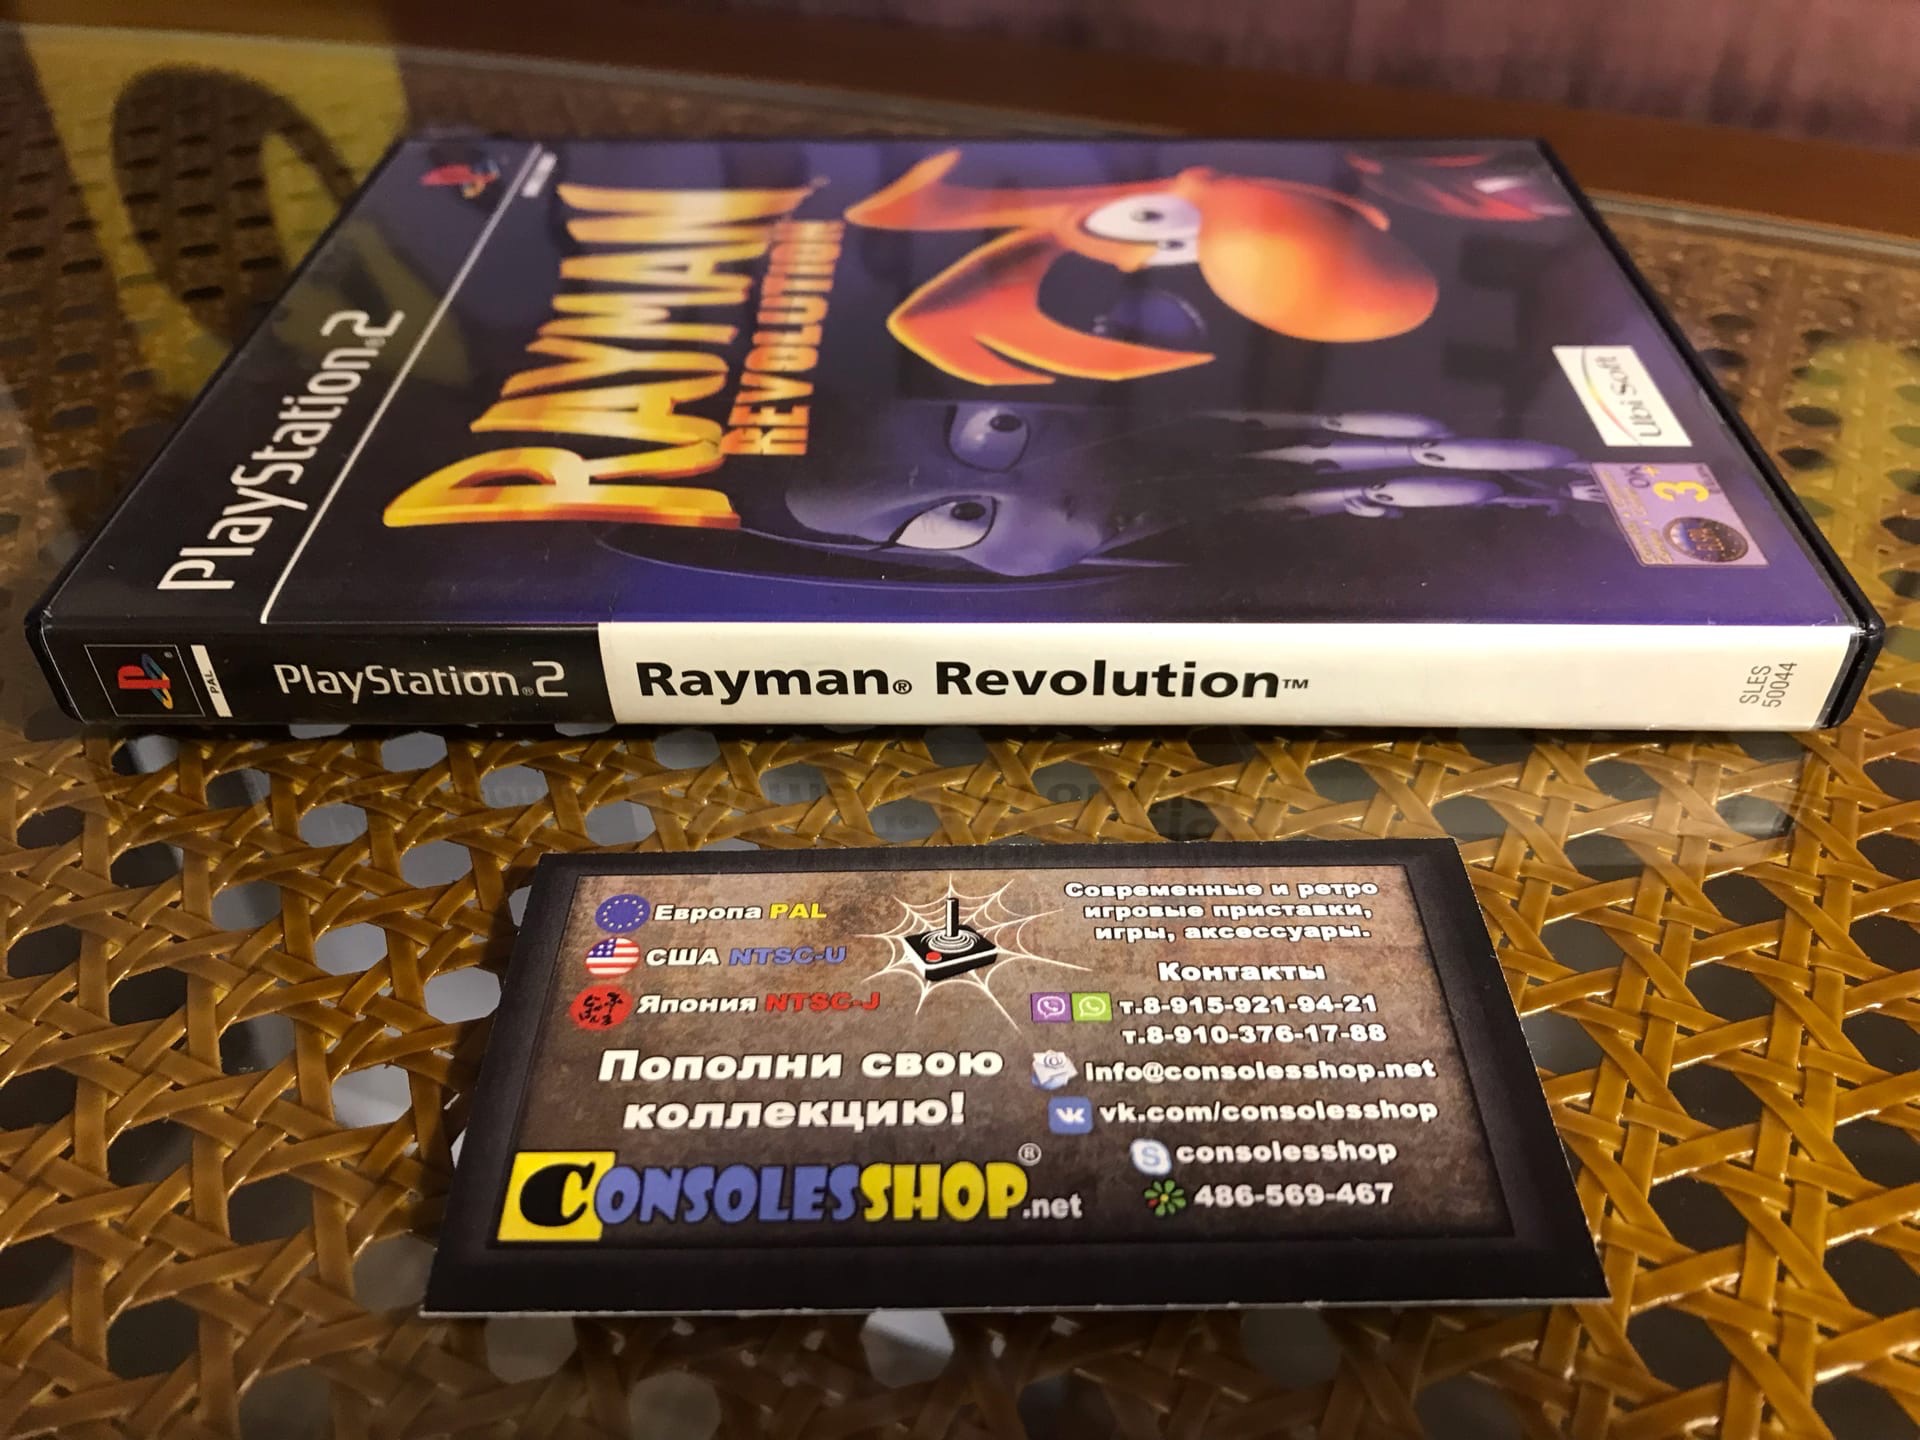 PlayStation®2
RAYMAN
REVOLUTION
Ubi Soft
3+
PAL
PlayStation®2
Rayman® Revolution™
SLES
50044
Европа PAL
США NTSC-U
Япония NTSC-J
Пополни свою
коллекцию!
CONSOLESSHOP®.net
Современные и ретро
игровые приставки,
игры, аксессуары.
Контакты
т.8-915-921-94-21
т.8-910-376-17-88
info@consolesshop.net
vk.com/consolesshop
consolesshop
486-569-467